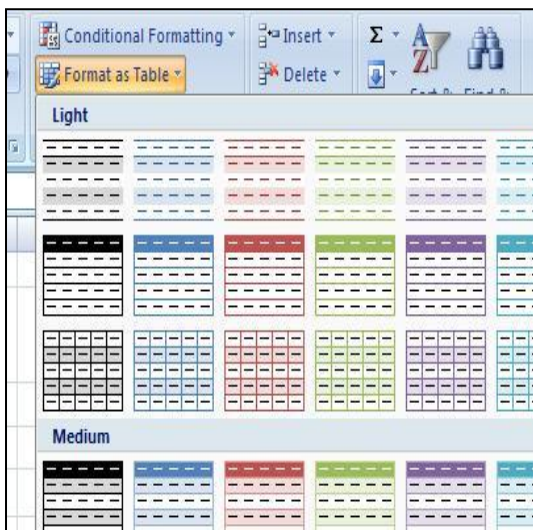 Conditional Formatting Insert Σ A Z
Format as Table Delete
Light
Medium